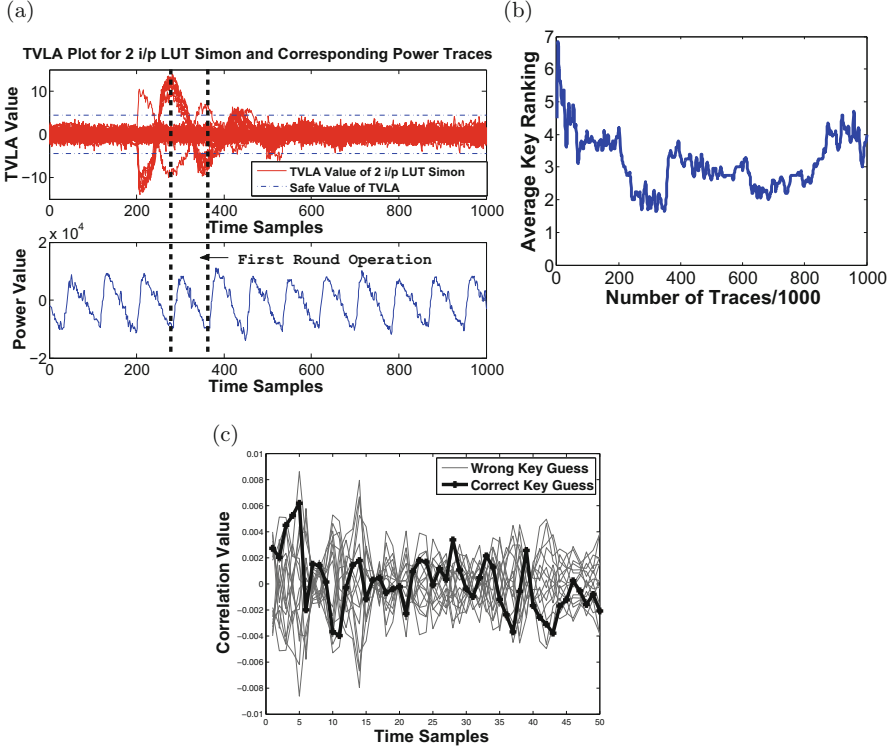 (a)
TVLA Plot for 2 i/p LUT Simon and Corresponding Power Traces
TVLA Value
10
0
−10
TVLA Value of 2 i/p LUT Simon
Safe Value of TVLA
0 200 400 600 800 1000
Time Samples
Power Value
2 x 10^4
0
−2
First Round Operation
0 200 400 600 800 1000
Time Samples
(b)
Average Key Ranking
7
6
5
4
3
2
1
0
0 200 400 600 800 1000
Number of Traces/1000
(c)
Correlation Value
0.01
0.008
0.006
0.004
0.002
0
−0.002
−0.004
−0.006
−0.008
−0.01
Wrong Key Guess
Correct Key Guess
0 5 10 15 20 25 30 35 40 45 50
Time Samples